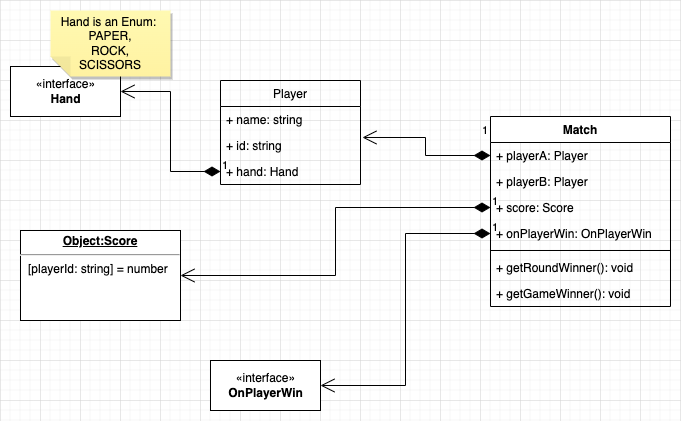 Hand is an Enum:
PAPER,
ROCK,
SCISSORS
«interface»
Hand
Player
+ name: string
+ id: string
1
+ hand: Hand
1
Match
+ playerA: Player
+ playerB: Player
1
+ score: Score
1
+ onPlayerWin: OnPlayerWin
+ getRoundWinner(): void
+ getGameWinner(): void
Object:Score
[playerId: string] = number
«interface»
OnPlayerWin